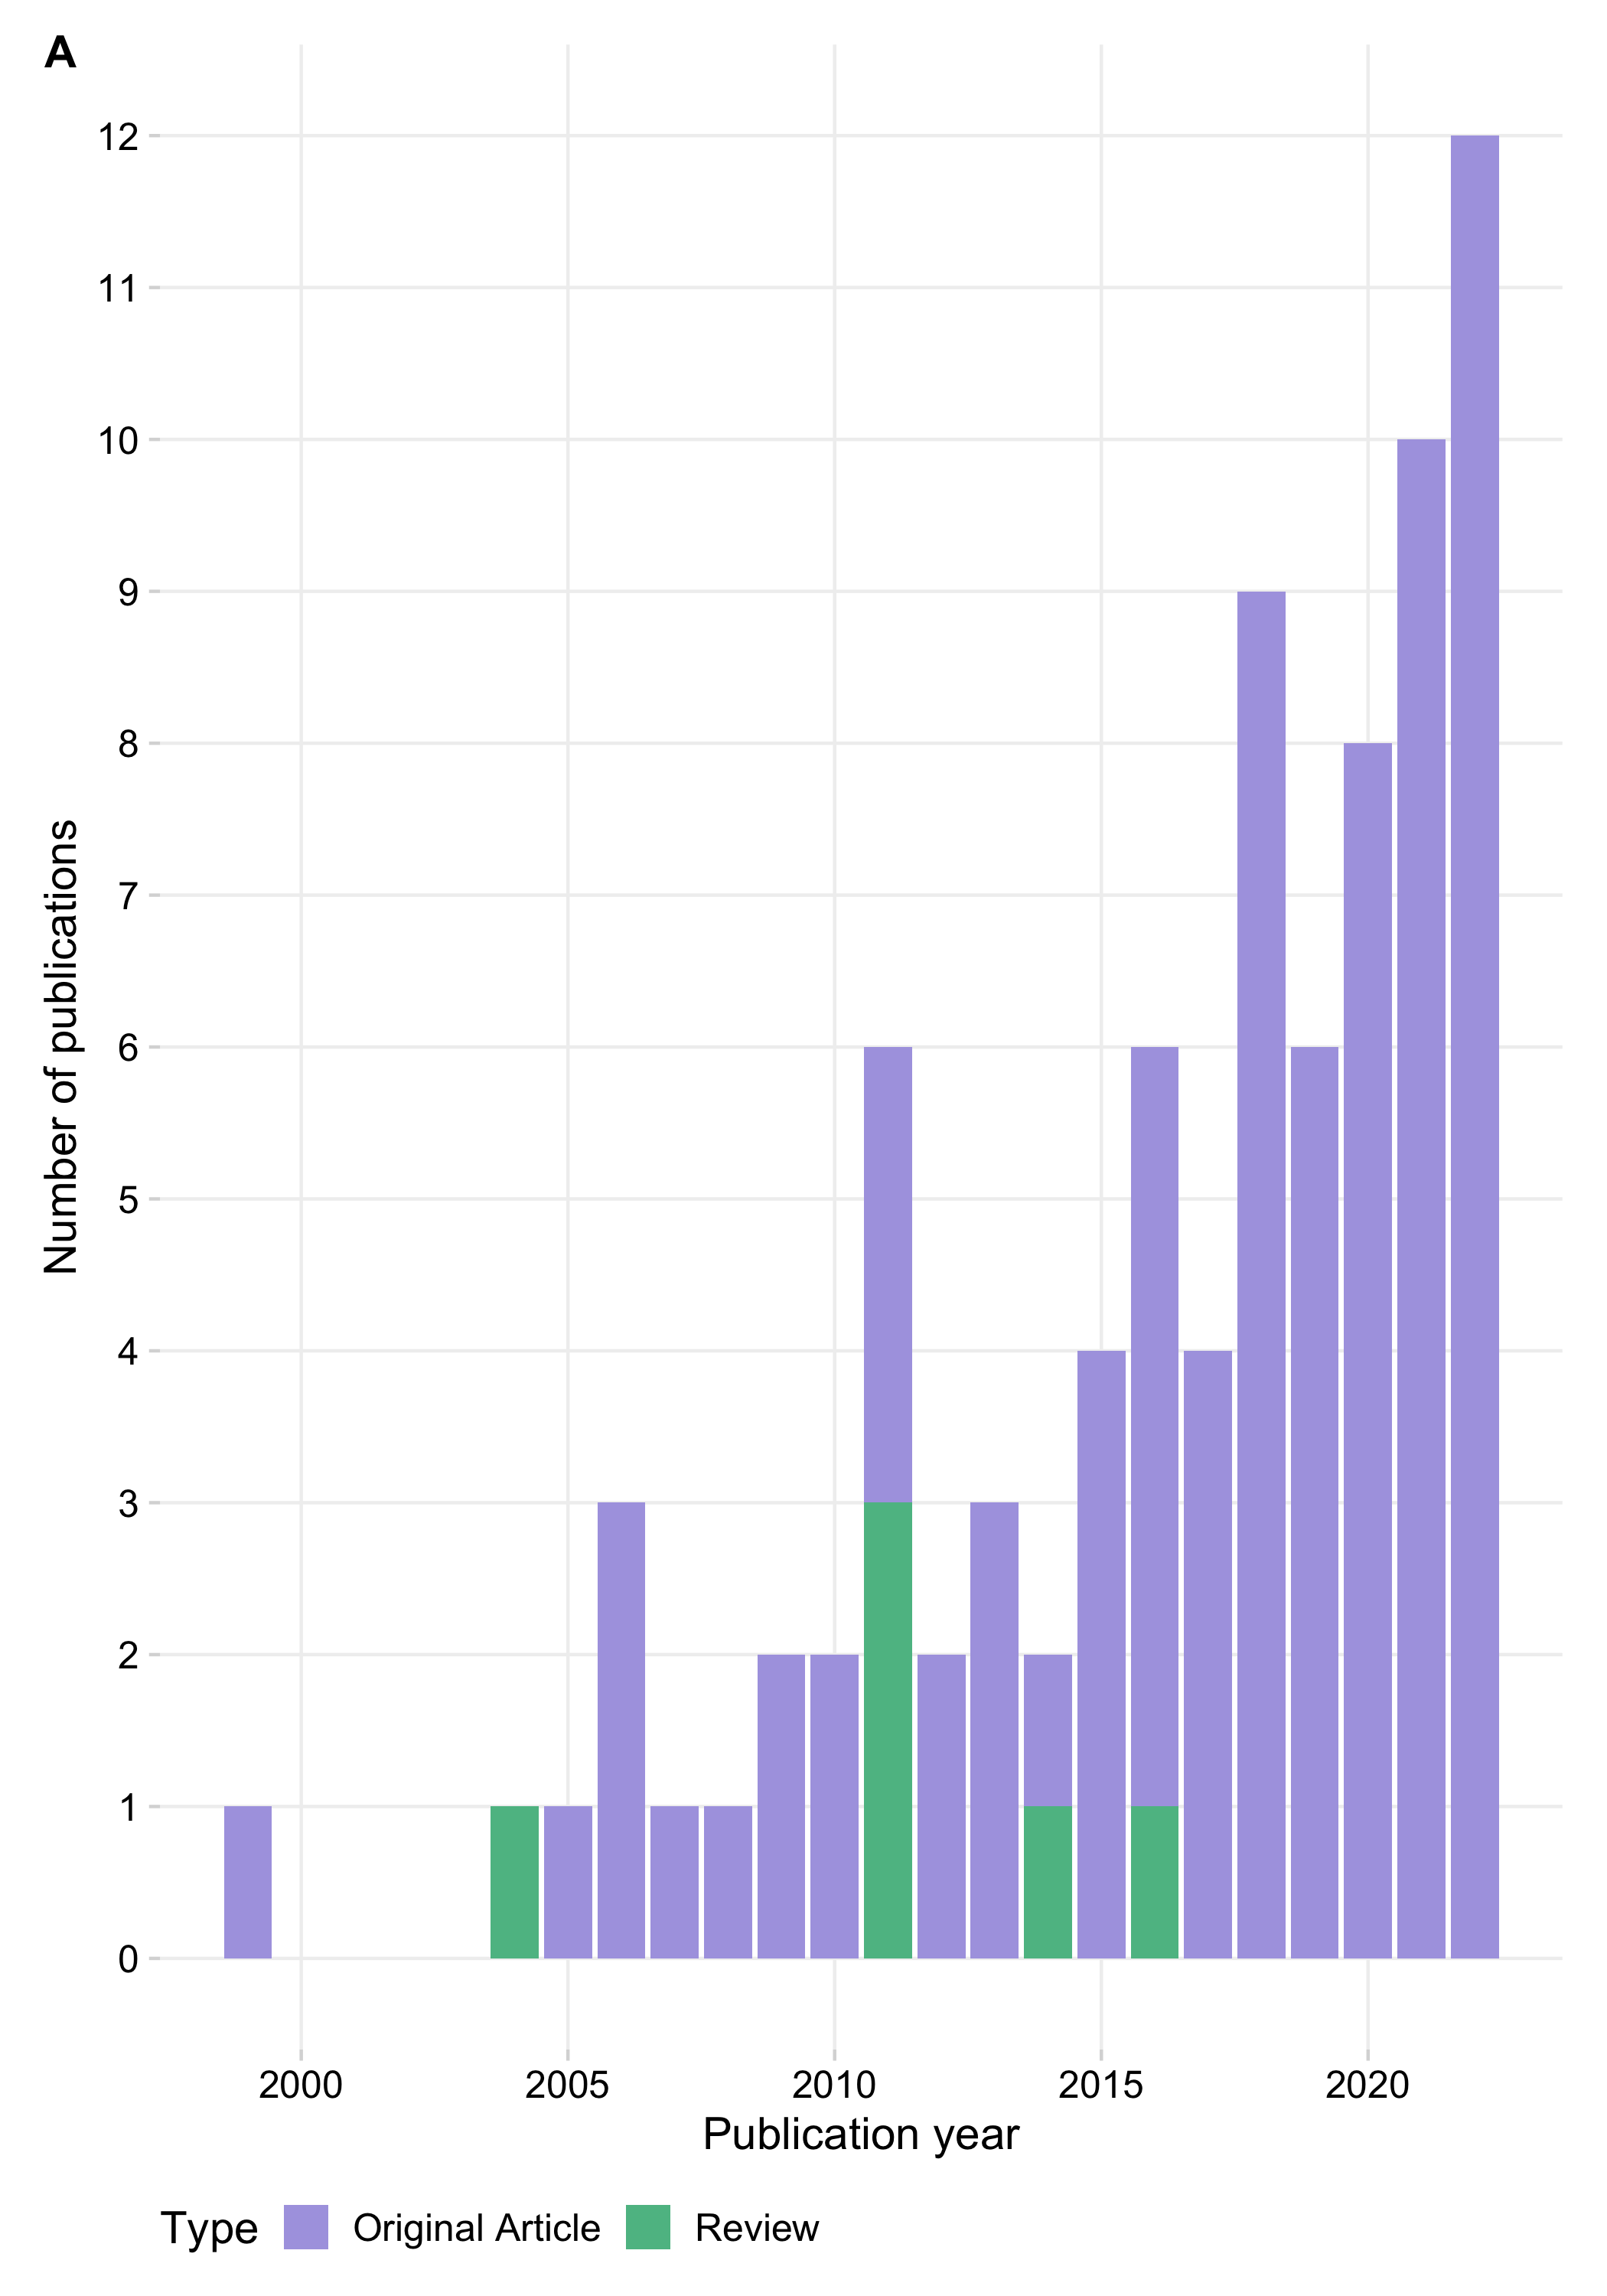 A
12
11
10
9
8
7
6
5
4
3
2
1
0
Number of publications
2000 2005 2010 2015 2020
Publication year
Type Original Article Review